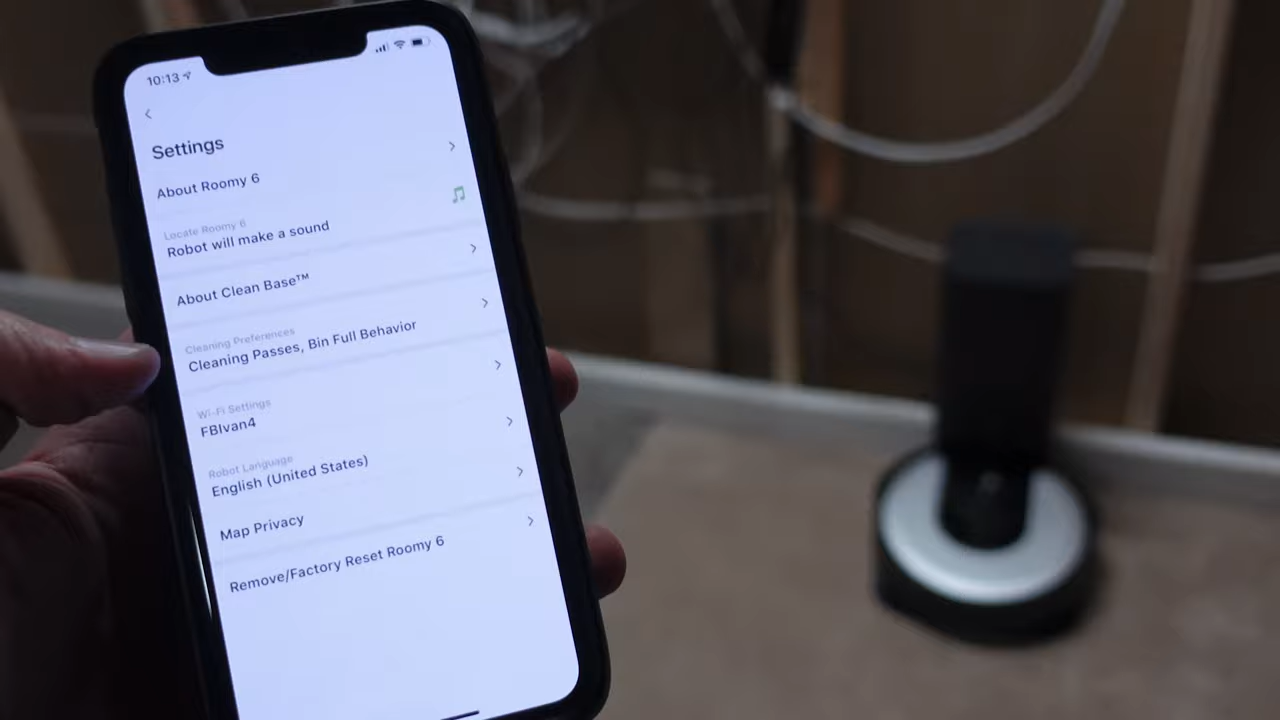 10:13
Settings
About Roomy 6
Locate Roomy 6
Robot will make a sound
About Clean Base™
Cleaning Preferences
Cleaning Passes, Bin Full Behavior
Wi-Fi Settings
FBIvan4
Robot Language
English (United States)
Map Privacy
Remove/Factory Reset Roomy 6